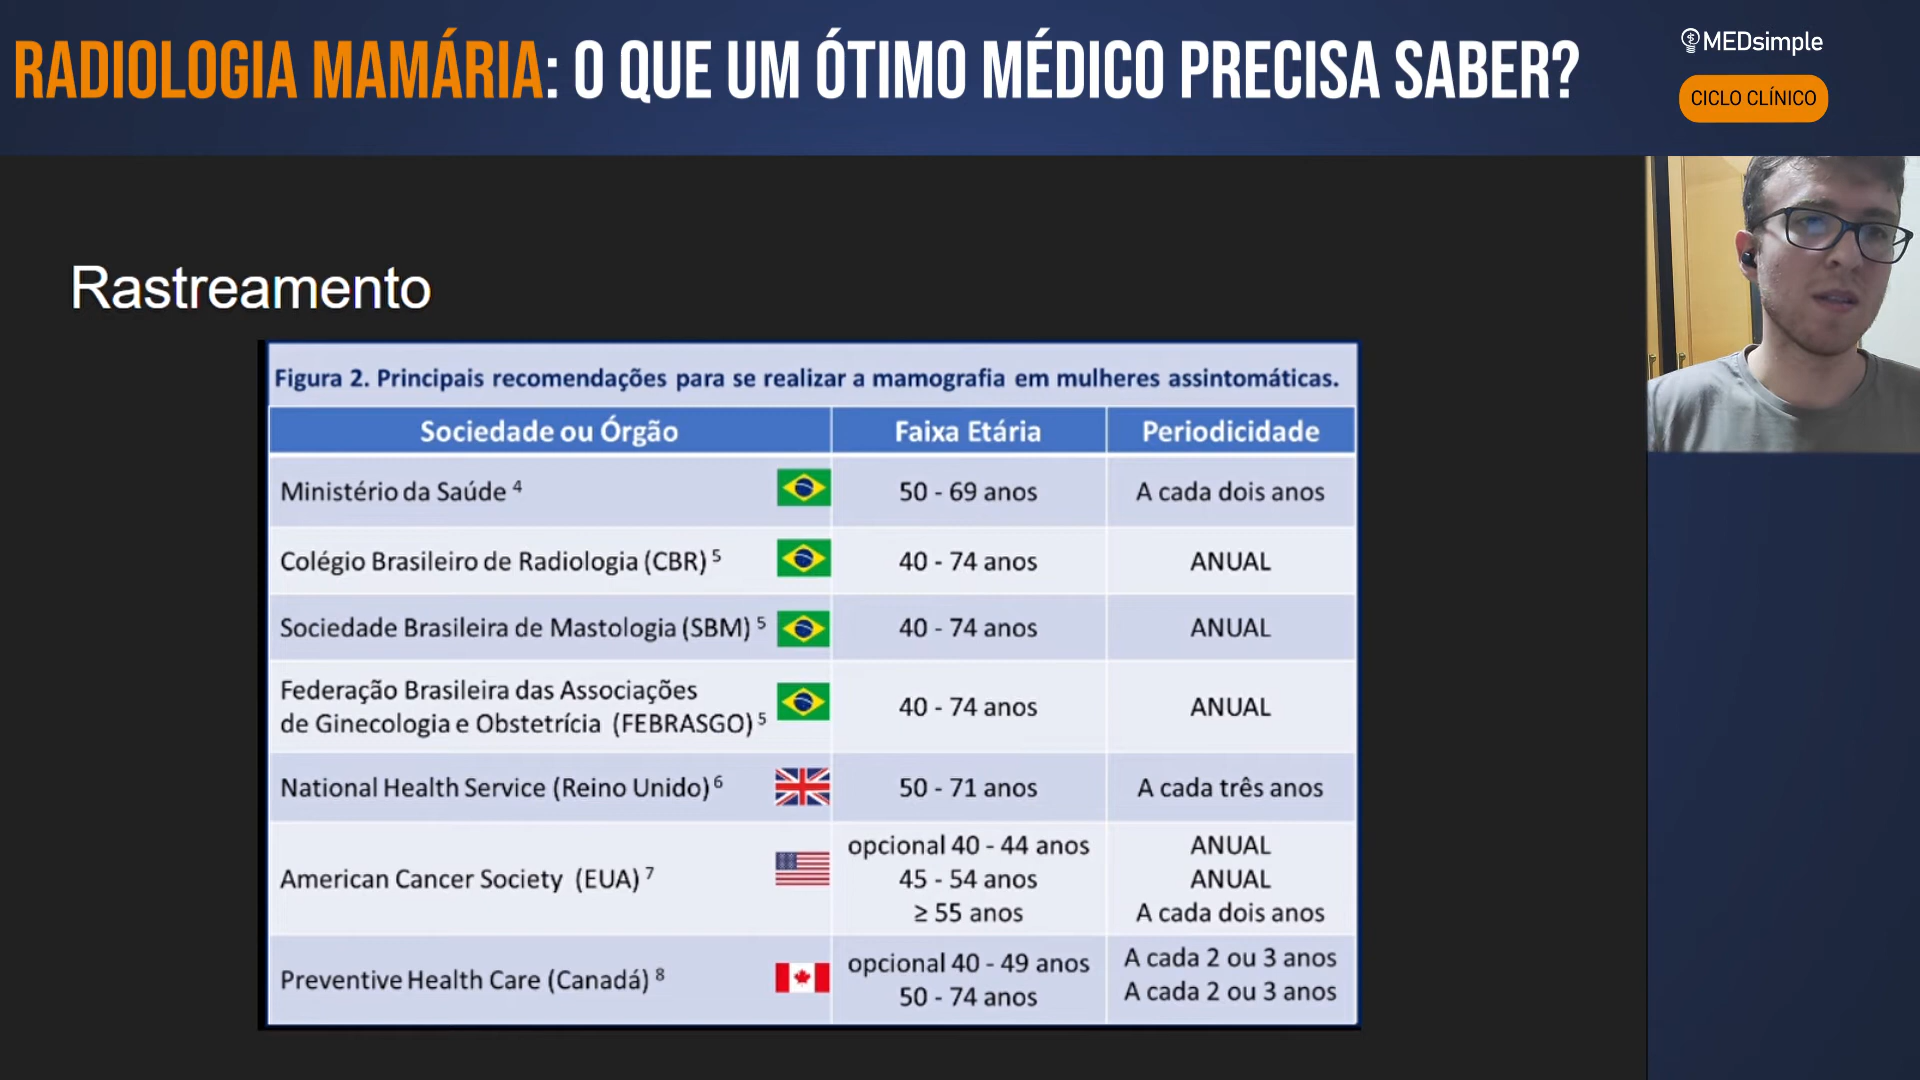 RADIOLOGIA MAMÁRIA: O QUE UM ÓTIMO MÉDICO PRECISA SABER?
MEDsimple
CICLO CLÍNICO
Rastreamento
Figura 2. Principais recomendações para se realizar a mamografia em mulheres assintomáticas.
Sociedade ou Órgão Faixa Etária Periodicidade
Ministério da Saúde 4 50 - 69 anos A cada dois anos
Colégio Brasileiro de Radiologia (CBR) 5 40 - 74 anos ANUAL
Sociedade Brasileira de Mastologia (SBM) 5 40 - 74 anos ANUAL
Federação Brasileira das Associações
de Ginecologia e Obstetrícia (FEBRASGO) 5 40 - 74 anos ANUAL
National Health Service (Reino Unido) 6 50 - 71 anos A cada três anos
opcional 40 - 44 anos ANUAL
American Cancer Society (EUA) 7 45 - 54 anos ANUAL
≥ 55 anos A cada dois anos
Preventive Health Care (Canadá) 8 opcional 40 - 49 anos A cada 2 ou 3 anos
50 - 74 anos A cada 2 ou 3 anos